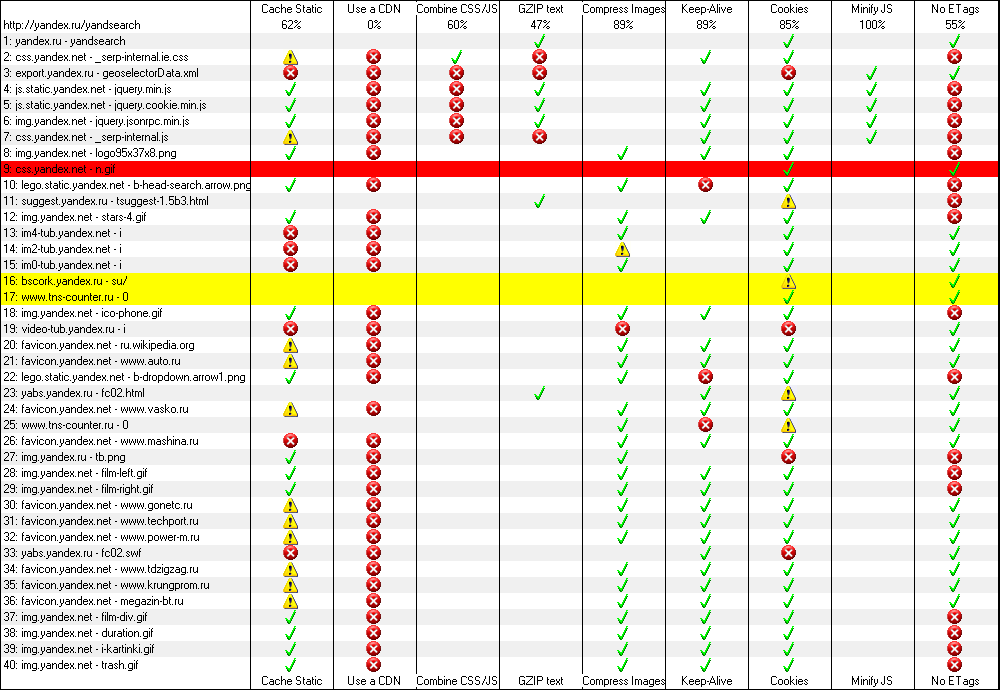 Cache Static Use a CDN Combine CSS/JS GZIP text Compress Images Keep-Alive Cookies Minify JS No ETags
http://yandex.ru/yandsearch 62% 0% 60% 47% 89% 89% 85% 100% 55%
1: yandex.ru - yandsearch
2: css.yandex.net - _serp-internal.ie.css
3: export.yandex.ru - geoselectorData.xml
4: js.static.yandex.net - jquery.min.js
5: js.static.yandex.net - jquery.cookie.min.js
6: img.yandex.net - jquery.jsonrpc.min.js
7: css.yandex.net - _serp-internal.js
8: img.yandex.net - logo95x37x8.png
9: css.yandex.net - n.gif
10: lego.static.yandex.net - b-head-search.arrow.png
11: suggest.yandex.ru - tsuggest-1.5b3.html
12: img.yandex.net - stars-4.gif
13: im4-tub.yandex.net - i
14: im2-tub.yandex.net - i
15: im0-tub.yandex.net - i
16: bscork.yandex.ru - su/
17: www.tns-counter.ru - 0
18: img.yandex.net - ico-phone.gif
19: video-tub.yandex.ru - i
20: favicon.yandex.net - ru.wikipedia.org
21: favicon.yandex.net - www.auto.ru
22: lego.static.yandex.net - b-dropdown.arrow1.png
23: yabs.yandex.ru - fc02.html
24: favicon.yandex.net - www.vasko.ru
25: www.tns-counter.ru - 0
26: favicon.yandex.net - www.mashina.ru
27: img.yandex.ru - tb.png
28: img.yandex.net - film-left.gif
29: img.yandex.net - film-right.gif
30: favicon.yandex.net - www.gonetc.ru
31: favicon.yandex.net - www.techport.ru
32: favicon.yandex.net - www.power-m.ru
33: yabs.yandex.ru - fc02.swf
34: favicon.yandex.net - www.tdzigzag.ru
35: favicon.yandex.net - www.krungprom.ru
36: favicon.yandex.net - megazin-bt.ru
37: img.yandex.net - film-div.gif
38: img.yandex.net - duration.gif
39: img.yandex.net - i-kartinki.gif
40: img.yandex.net - trash.gif
Cache Static Use a CDN Combine CSS/JS GZIP text Compress Images Keep-Alive Cookies Minify JS No ETags